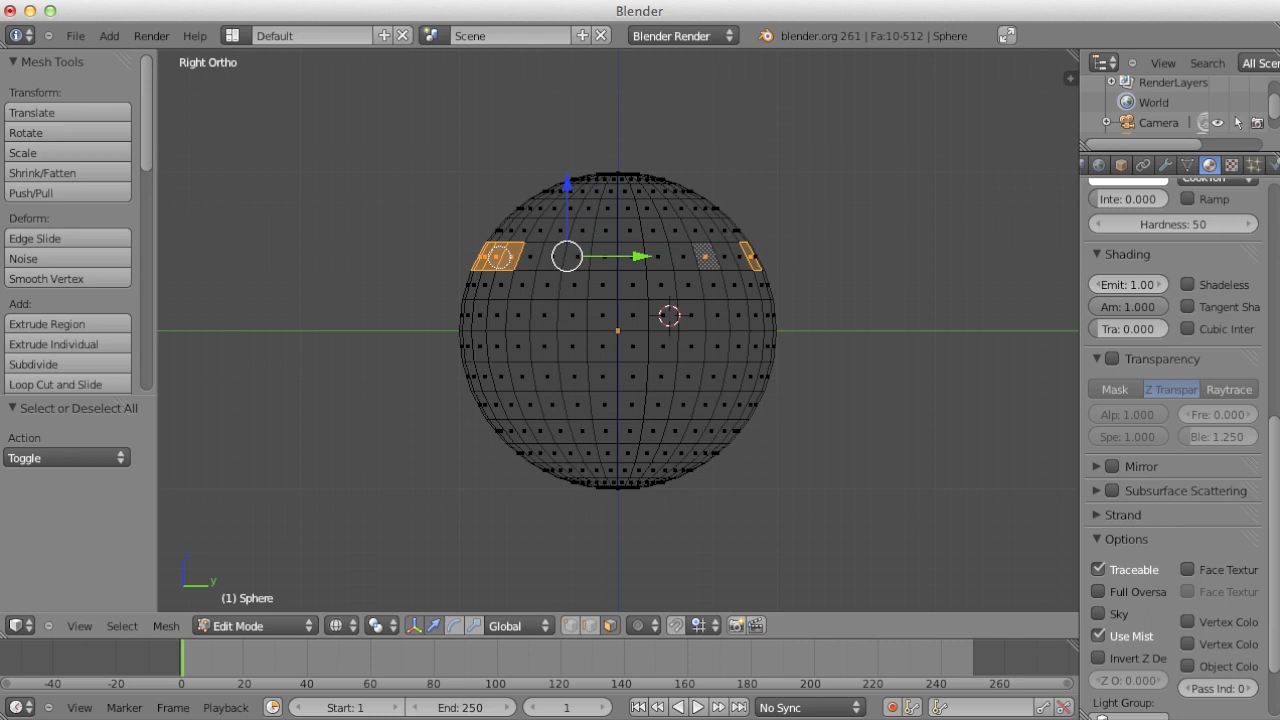 Blender
File Add Render Help Default Scene Blender Render blender.org 261 | Fa:10-512 | Sphere
Mesh Tools
Transform:
Translate
Rotate
Scale
Shrink/Fatten
Push/Pull
Deform:
Edge Slide
Noise
Smooth Vertex
Add:
Extrude Region
Extrude Individual
Subdivide
Loop Cut and Slide
Select or Deselect All
Action
Toggle
Right Ortho
y
(1) Sphere
View Search All Scer
RenderLayers
World
Camera
Inte: 0.000 Ramp
Hardness: 50
Shading
Emit: 1.00 Shadeless
Am: 1.000 Tangent Sha
Tra: 0.000 Cubic Inter
Transparency
Mask Z Transpar Raytrace
Alp: 1.000 Fre: 0.000
Spe: 1.000 Ble: 1.250
Mirror
Subsurface Scattering
Strand
Options
Traceable Face Textur
Full Oversa Face Textur
Sky Vertex Colo
Use Mist Vertex Colo
Invert Z De Object Colo
Z O: 0.000 Pass Ind: 0
Light Group:
View Select Mesh Edit Mode Global
-40 -20 0 20 40 60 80 100 120 140 160 180 200 220 240 260
View Marker Frame Playback Start: 1 End: 250 1 No Sync